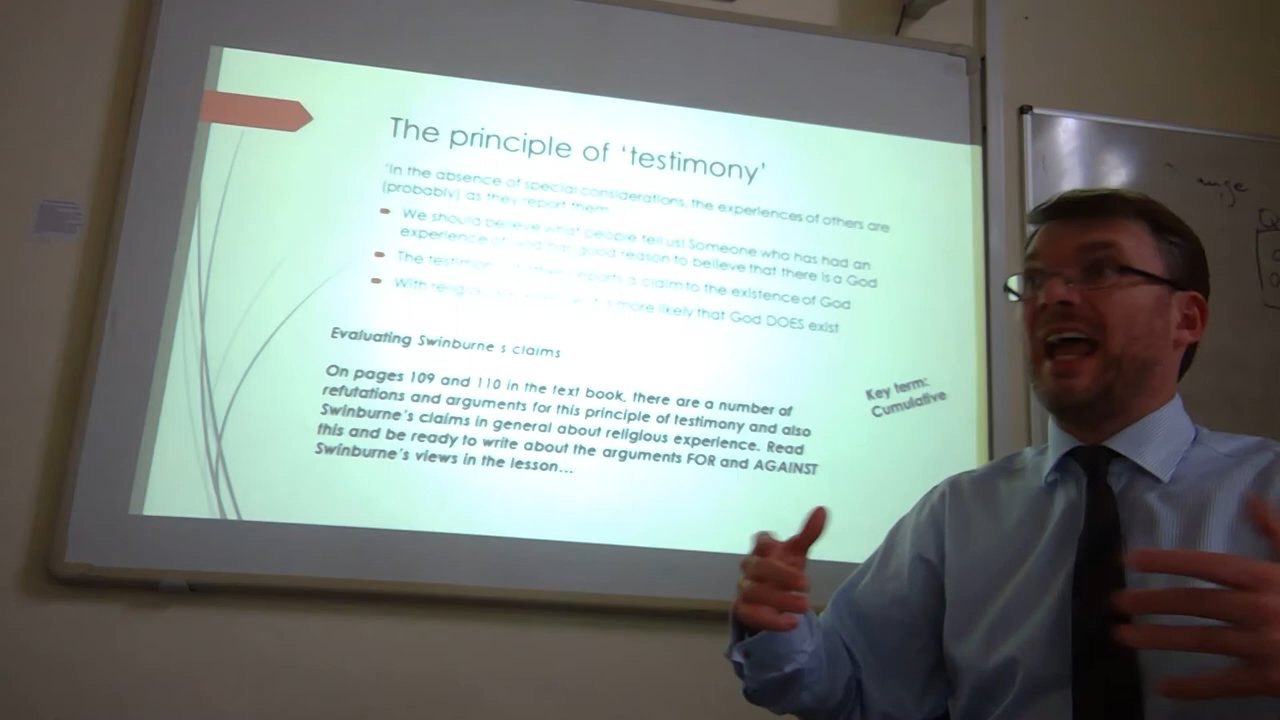 The principle of 'testimony'
'In the absence of special considerations, the experiences of others are
(probably) as they report them
We should believe what people tell us! Someone who has had an
experience of God has good reason to believe that there is a God
The reports a claim to the existence of God
With more likely that God DOES exist
Evaluating Swinburne s claims
On pages 109 and 110 in the text book, there are a number of
refutations and arguments for this principle of testimony and also
Swinburne's claims in general about religious experience. Read
this and be ready to write about the arguments FOR and AGAINST
Swinburne's views in the lesson...
Key term:
Cumulative